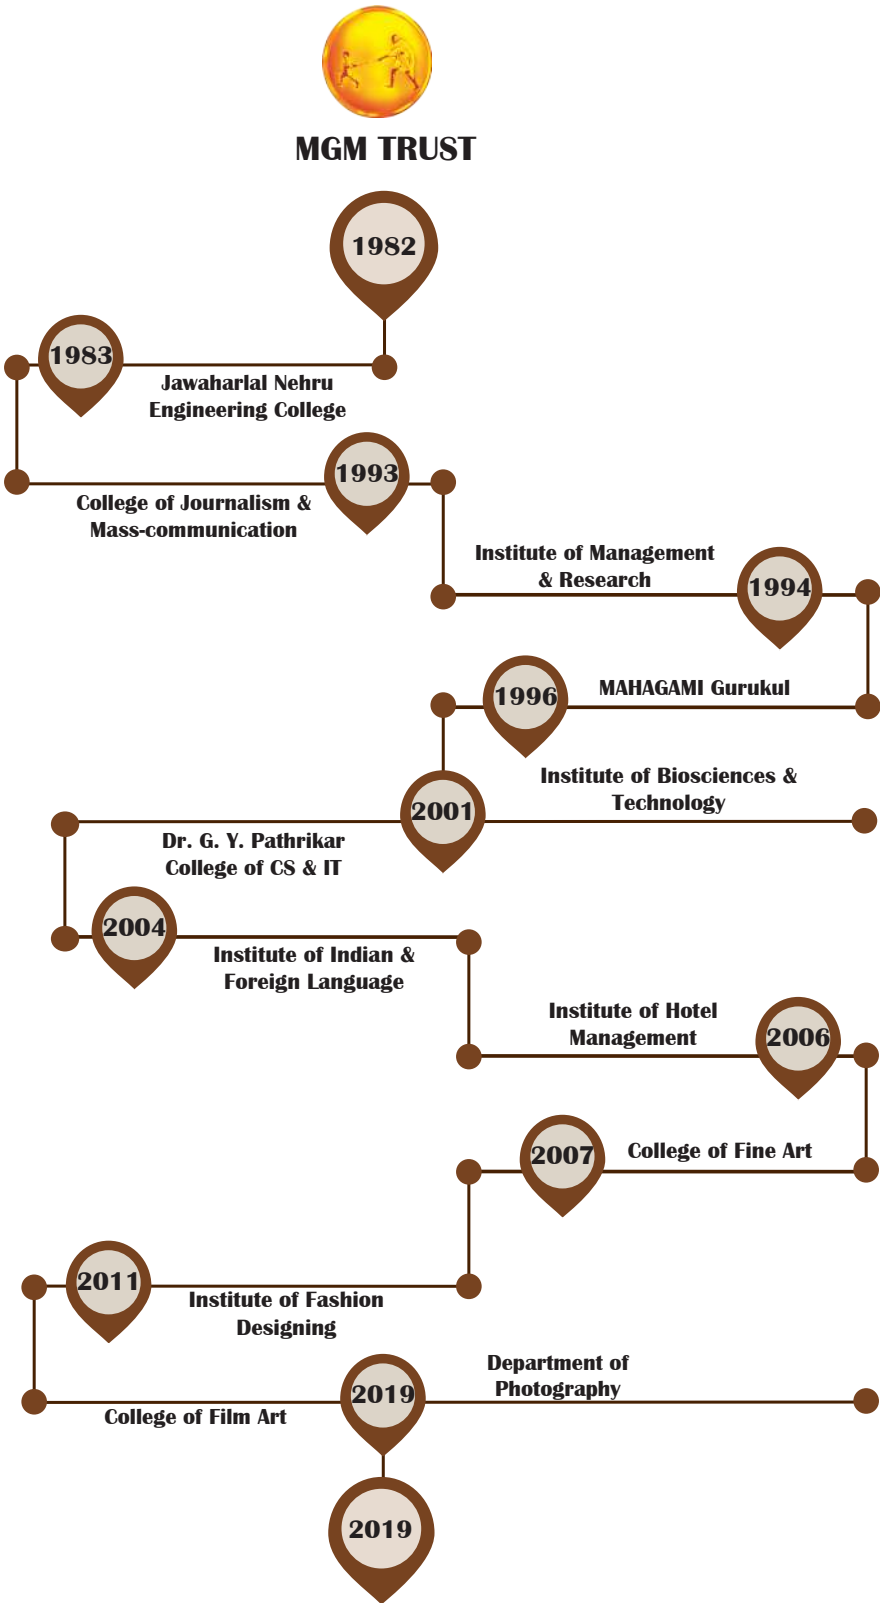 MGM TRUST
1982
1983
Jawaharlal Nehru
Engineering College
1993
College of Journalism &
Mass-communication
Institute of Management
& Research
1994
1996
MAHAGAMI Gurukul
Institute of Biosciences &
Technology
2001
Dr. G. Y. Pathrikar
College of CS & IT
2004
Institute of Indian &
Foreign Language
Institute of Hotel
Management
2006
2007
College of Fine Art
2011
Institute of Fashion
Designing
Department of
Photography
2019
College of Film Art
2019